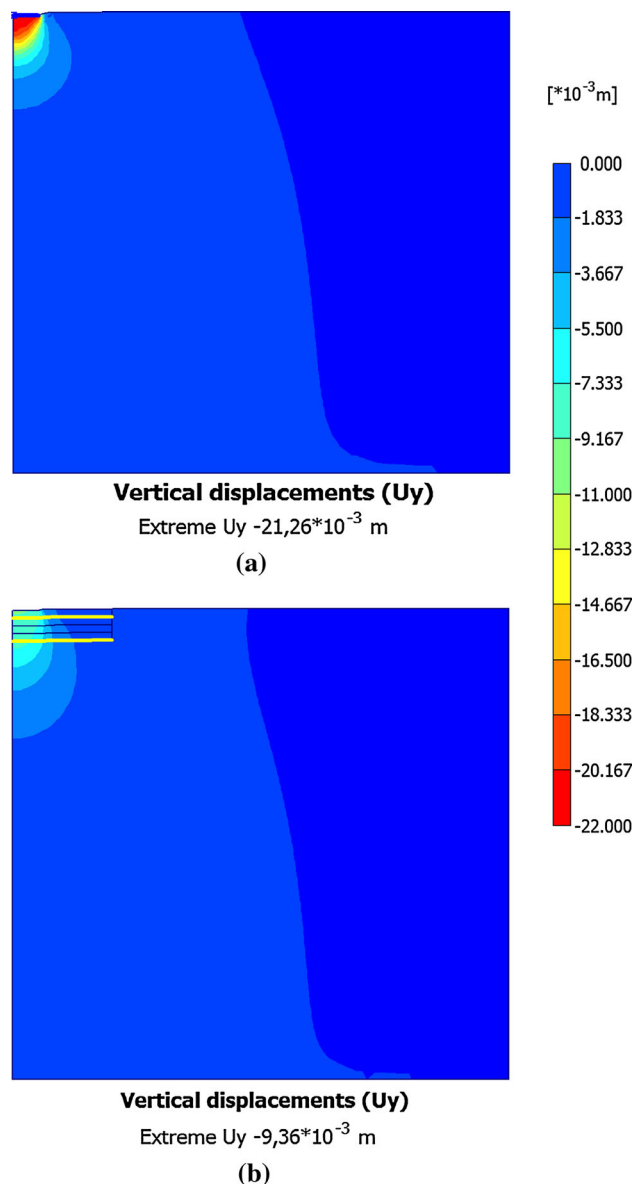 [*10⁻³m]
0.000
-1.833
-3.667
-5.500
-7.333
-9.167
-11.000
-12.833
-14.667
-16.500
-18.333
-20.167
-22.000
Vertical displacements (Uy)
Extreme Uy -21,26*10⁻³ m
(a)
Vertical displacements (Uy)
Extreme Uy -9,36*10⁻³ m
(b)